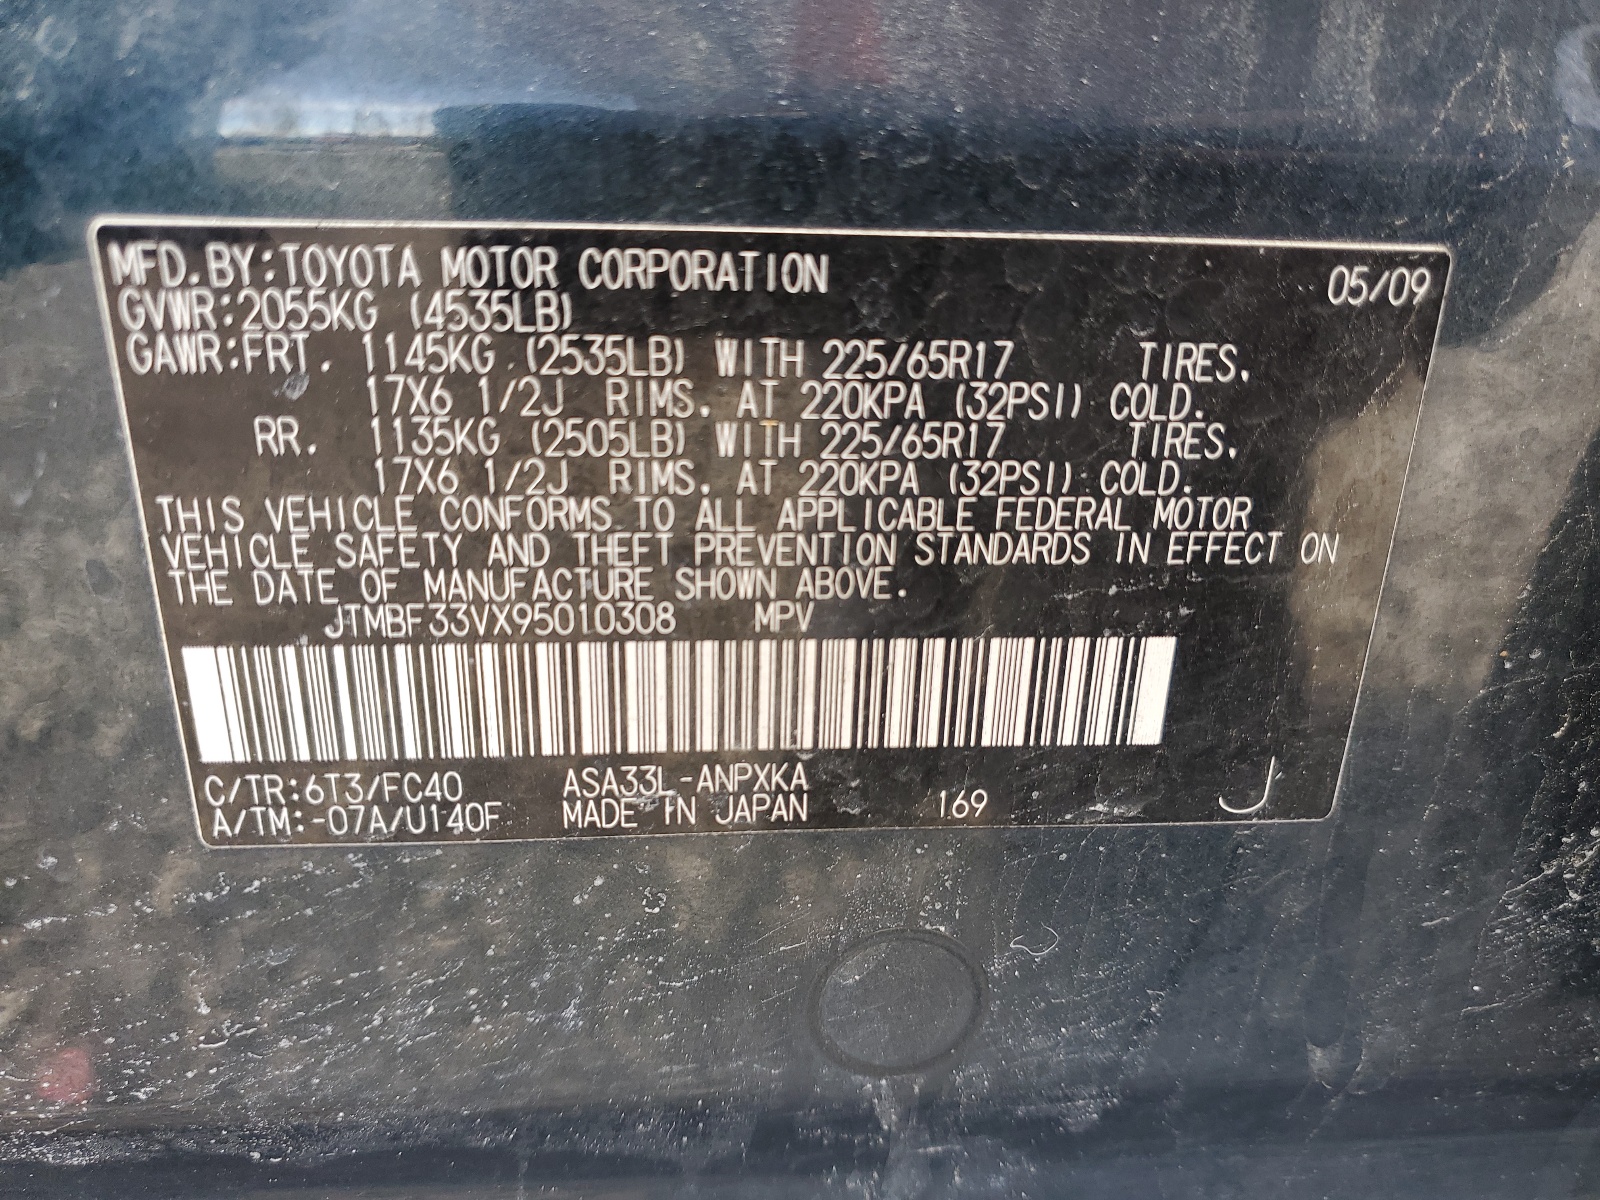 MFD.BY:TOYOTA MOTOR CORPORATION 05/09
GVWR:2055KG (4535LB)
GAWR:FRT. 1145KG (2535LB) WITH 225/65R17 TIRES,
17X6 1/2J RIMS. AT 220KPA (32PSI) COLD.
RR. 1135KG (2505LB) WITH 225/65R17 TIRES,
17X6 1/2J RIMS. AT 220KPA (32PSI) COLD.
THIS VEHICLE CONFORMS TO ALL APPLICABLE FEDERAL MOTOR
VEHICLE SAFETY AND THEFT PREVENTION STANDARDS IN EFFECT ON
THE DATE OF MANUFACTURE SHOWN ABOVE.
JTMBF33VX95010308 MPV
C/TR:6T3/FC40 ASA33L-ANPXKA
A/TM:-07A/U140F MADE IN JAPAN 169 J